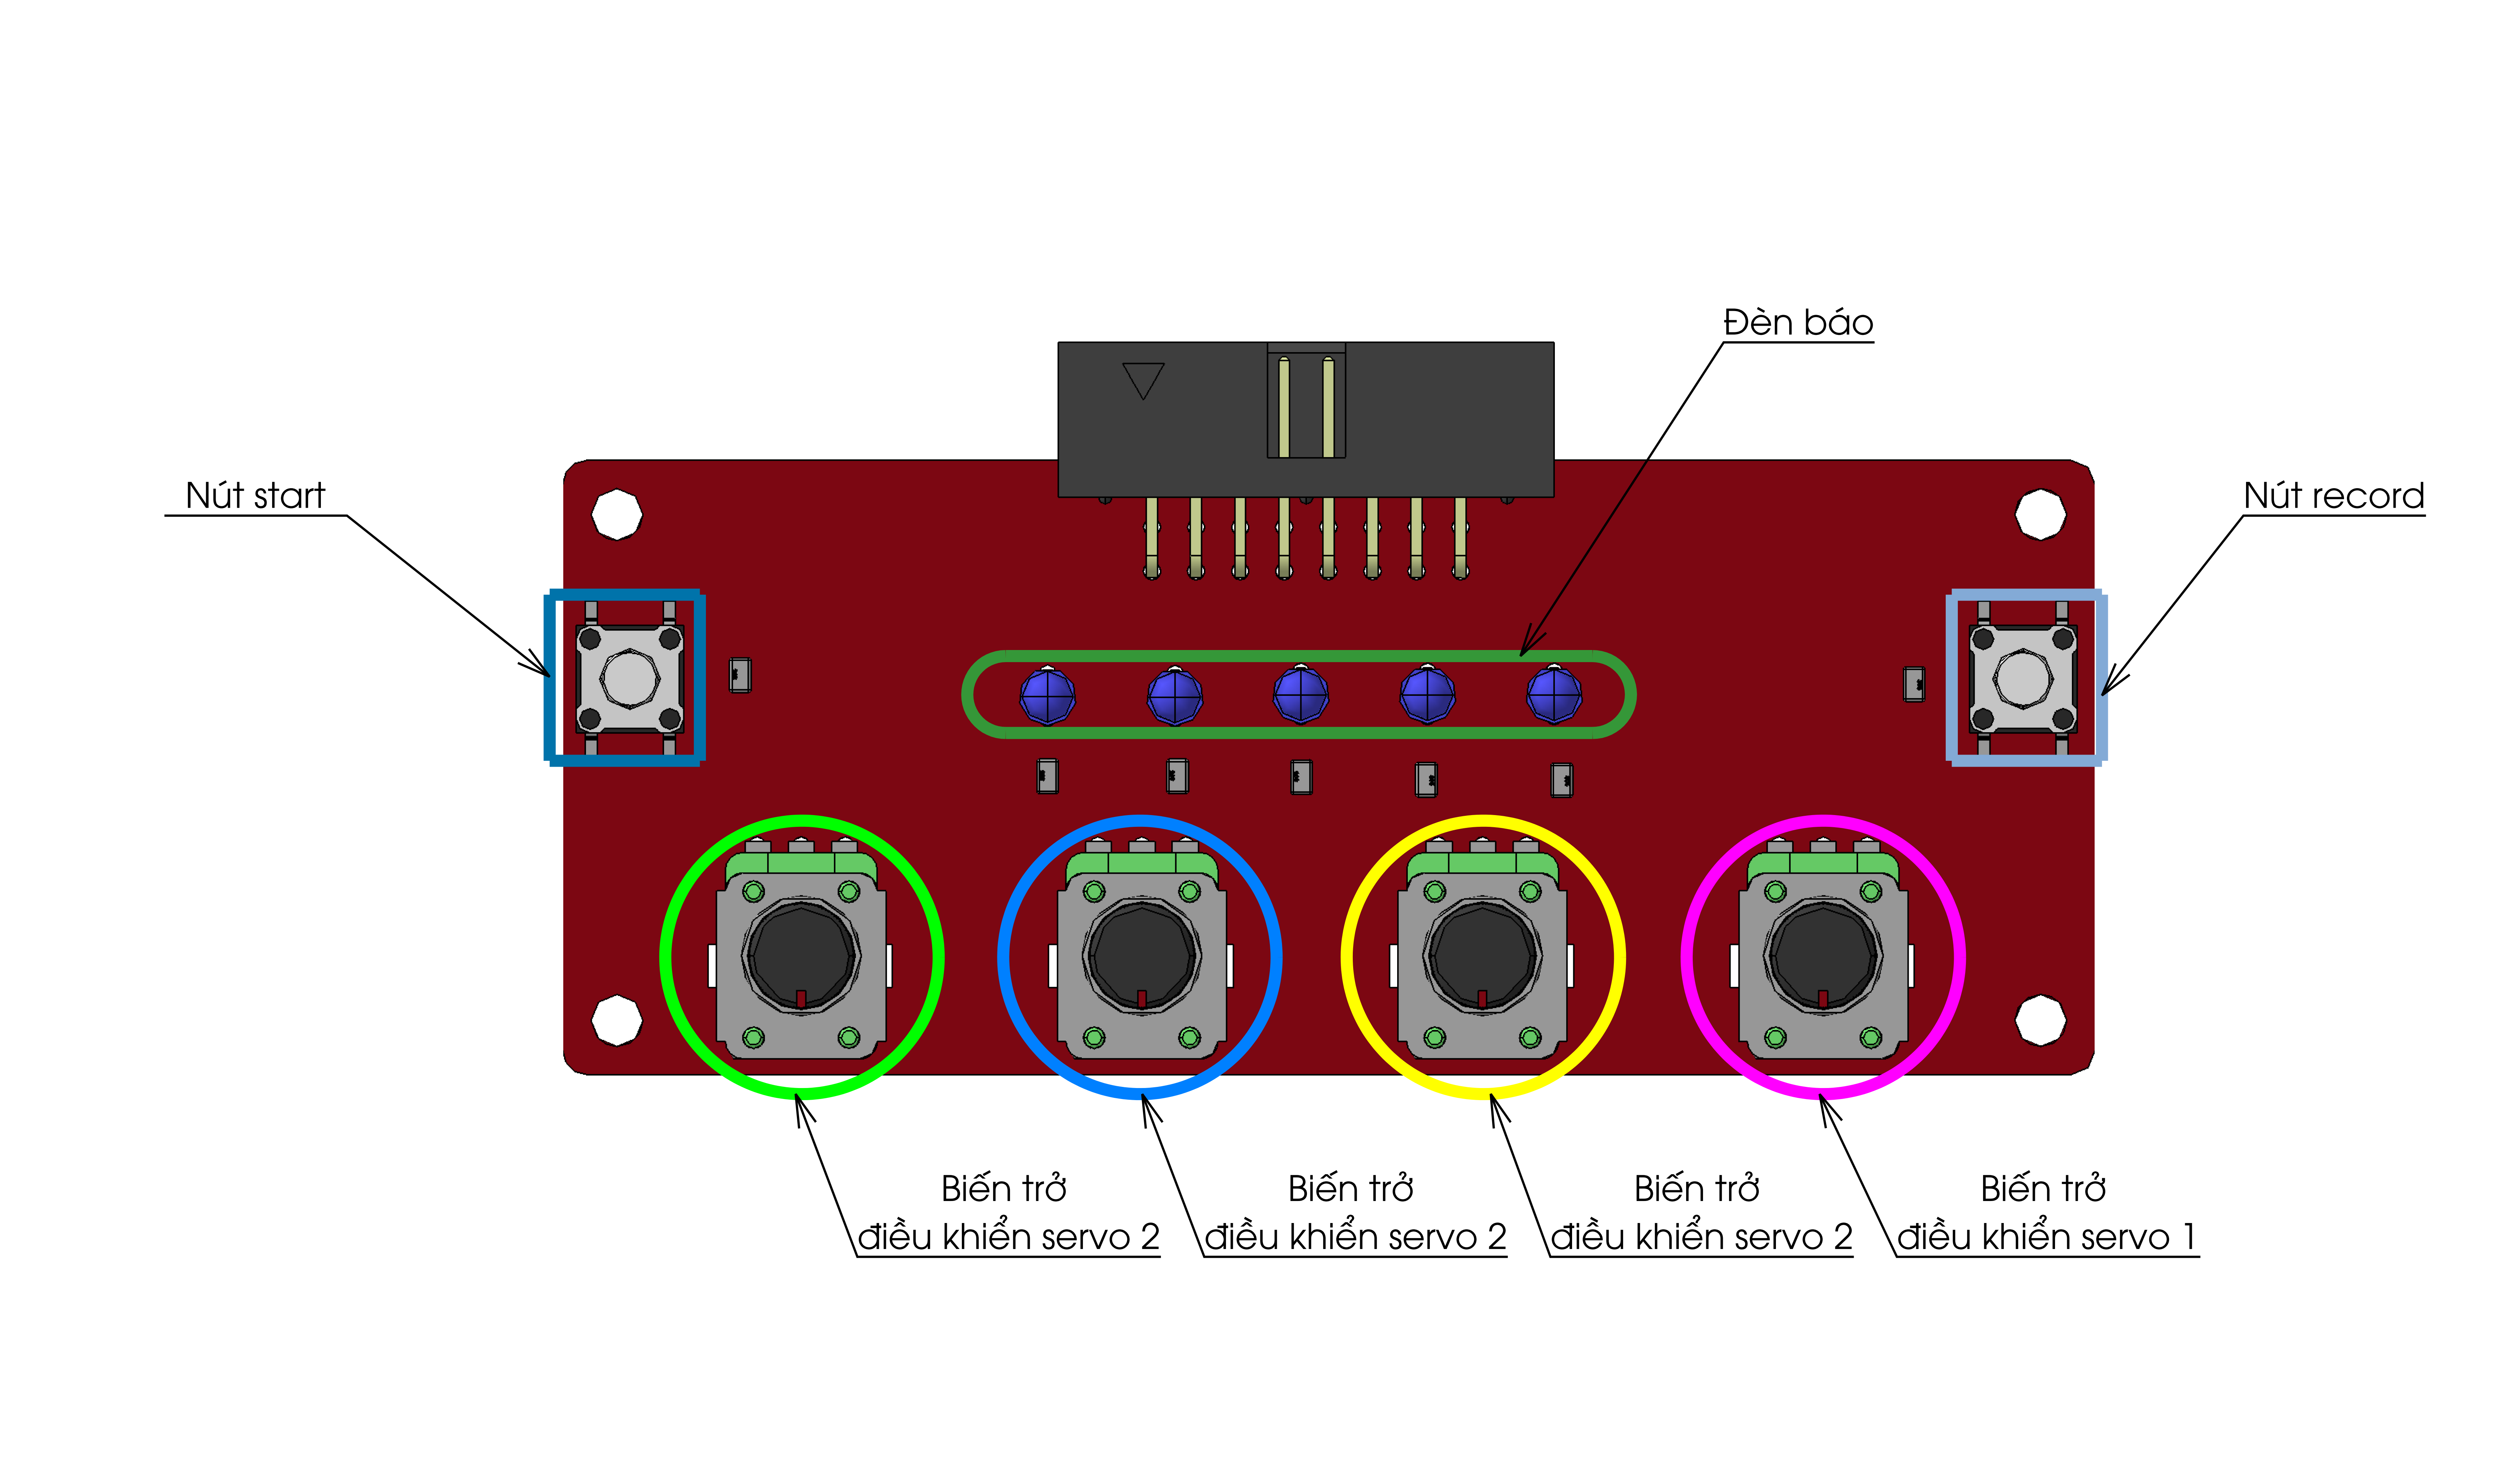 Đèn báo
Nút start
Nút record
Biến trở
điều khiển servo 2
Biến trở
điều khiển servo 2
Biến trở
điều khiển servo 2
Biến trở
điều khiển servo 1